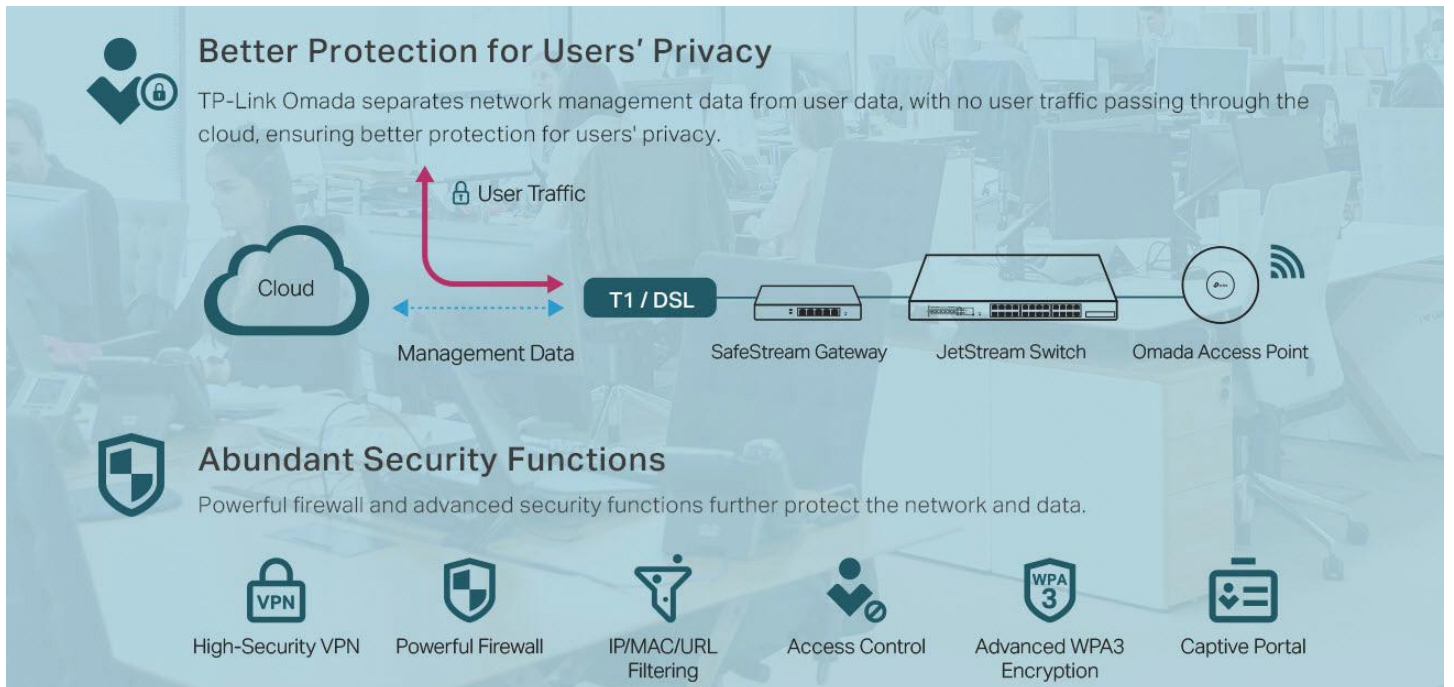 Better Protection for Users' Privacy
TP-Link Omada separates network management data from user data, with no user traffic passing through the
cloud, ensuring better protection for users' privacy.
User Traffic
Cloud
T1 / DSL
Management Data
SafeStream Gateway
JetStream Switch
Omada Access Point
Abundant Security Functions
Powerful firewall and advanced security functions further protect the network and data.
VPN
WPA
3
High-Security VPN
Powerful Firewall
IP/MAC/URL
Filtering
Access Control
Advanced WPA3
Encryption
Captive Portal